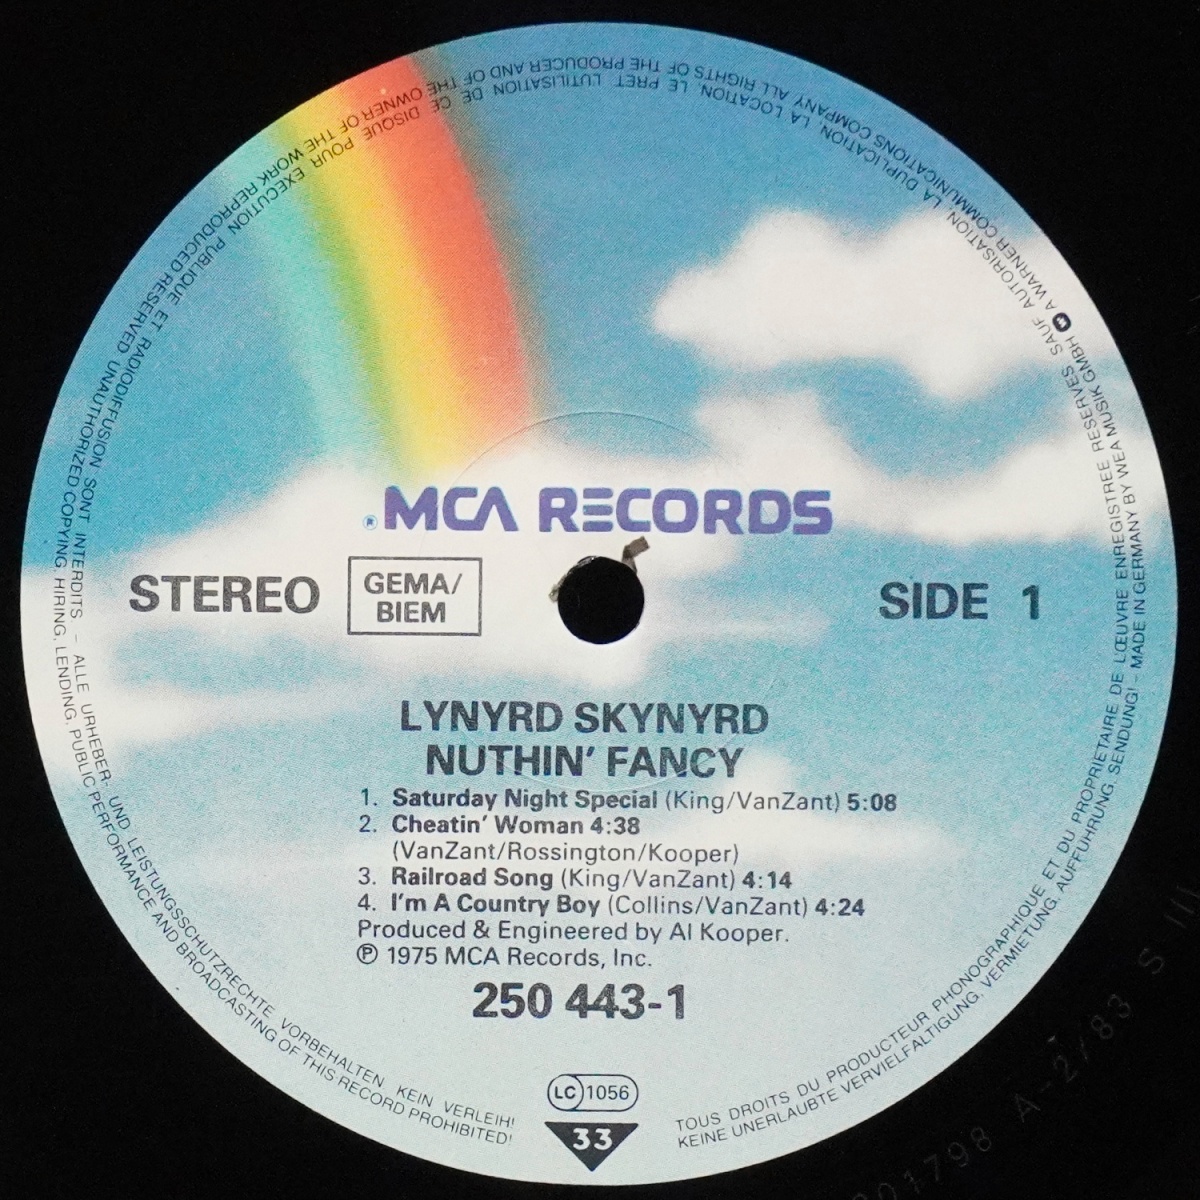 ® MCA RECORDS
STEREO
GEMA/
BIEM
SIDE 1
LYNYRD SKYNYRD
NUTHIN' FANCY
1. Saturday Night Special (King/VanZant) 5:08
2. Cheatin' Woman 4:38
(VanZant/Rossington/Kooper)
3. Railroad Song (King/VanZant) 4:14
4. I'm A Country Boy (Collins/VanZant) 4:24
Produced & Engineered by Al Kooper.
℗ 1975 MCA Records, Inc.
250 443-1
LC 1056
33
TOUS DROITS DU PRODUCTEUR PHONOGRAPHIQUE ET DU PROPRIETAIRE DE L'ŒUVRE ENREGISTREE RESERVES SAUF AUTORISATION, LA DUPLICATION, LA LOCATION, LE PRET, L'UTILISATION DE CE DISQUE POUR EXECUTION PUBLIQUE ET RADIODIFFUSION SONT INTERDITS – ALLE URHEBER- UND LEISTUNGSSCHUTZRECHTE VORBEHALTEN KEIN VERLEIH!
KEINE UNERLAUBTE VERVIELFÄLTIGUNG, VERMIETUNG, AUFFÜHRUNG, SENDUNG! – MADE IN GERMANY BY WEA MUSIK GMBH A WARNER COMMUNICATIONS COMPANY ALL RIGHTS OF THE PRODUCER AND OF THE OWNER OF THE WORK REPRODUCED RESERVED UNAUTHORIZED COPYING, HIRING, LENDING, PUBLIC PERFORMANCE AND BROADCASTING OF THIS RECORD PROHIBITED!
01798 A-2/83 S